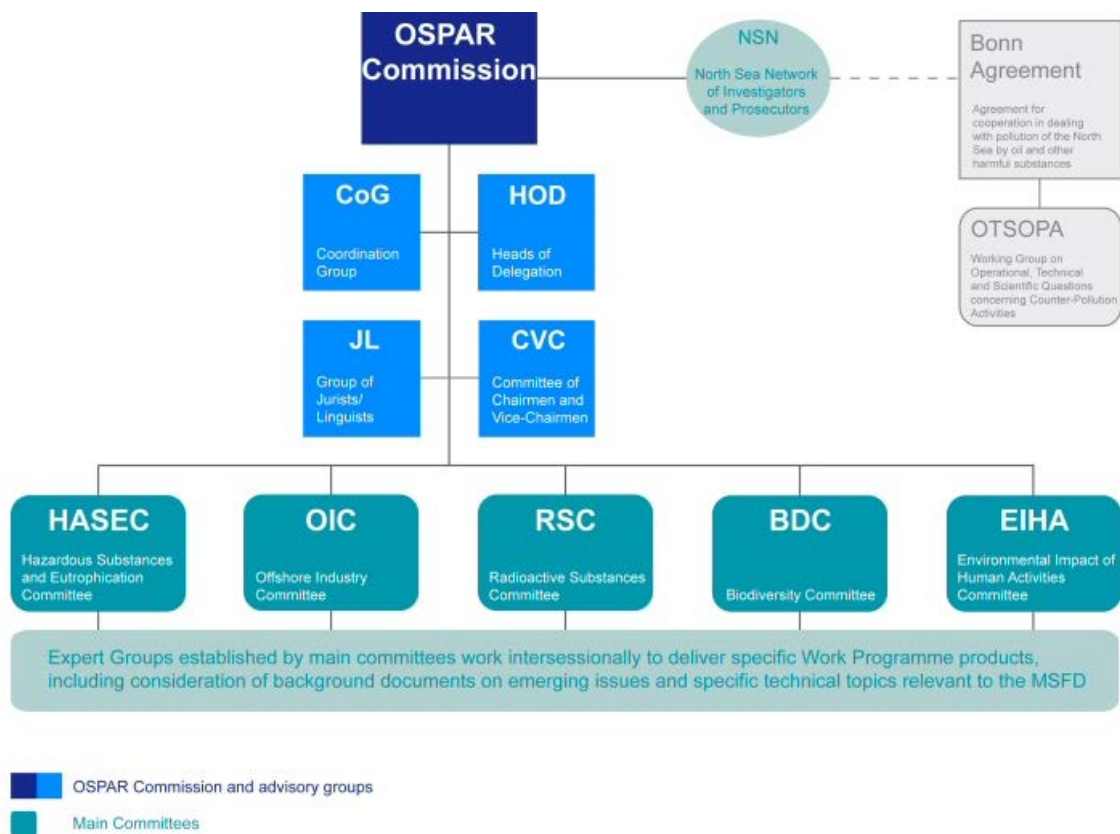 OSPAR
Commission
NSN
North Sea Network
of Investigators
and Prosecutors
Bonn
Agreement
Agreement for
cooperation in dealing
with pollution of the North
Sea by oil and other
harmful substances
OTSOPA
Working Group on
Operational, Technical
and Scientific Questions
concerning Counter-Pollution
Activities
CoG
Coordination
Group
HOD
Heads of
Delegation
JL
Group of
Jurists/
Linguists
CVC
Committee of
Chairmen and
Vice-Chairmen
HASEC
Hazardous Substances
and Eutrophication
Committee
OIC
Offshore Industry
Committee
RSC
Radioactive Substances
Committee
BDC
Biodiversity Committee
EIHA
Environmental Impact of
Human Activities
Committee
Expert Groups established by main committees work intersessionally to deliver specific Work Programme products,
including consideration of background documents on emerging issues and specific technical topics relevant to the MSFD
OSPAR Commission and advisory groups
Main Committees